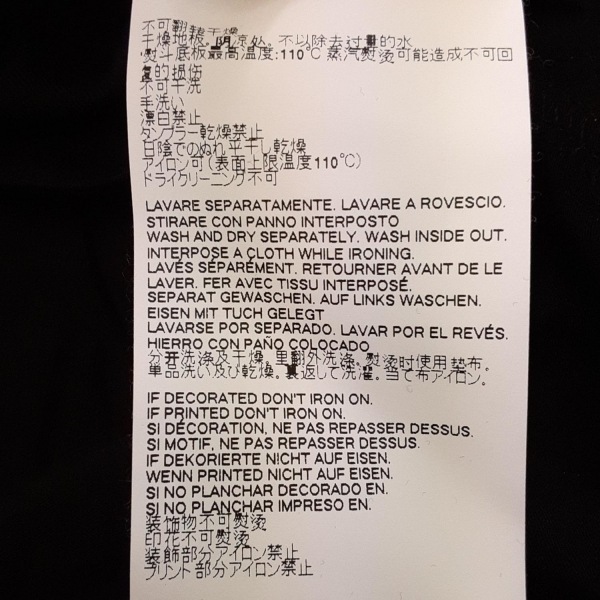 不可翻转干燥
干燥地板。阴凉处。不以除去过量的水
熨斗底板最高温度:110℃ 蒸汽熨烫可能造成不可回
复的损伤
不可干洗
手洗い
漂白禁止
タンブラー乾燥禁止
日陰でのぬれ平干し乾燥
アイロン可(表面上限温度110℃)
ドライクリーニング不可
LAVARE SEPARATAMENTE. LAVARE A ROVESCIO.
STIRARE CON PANNO INTERPOSTO
WASH AND DRY SEPARATELY. WASH INSIDE OUT.
INTERPOSE A CLOTH WHILE IRONING.
LAVÉS SÉPARÉMENT. RETOURNER AVANT DE LE
LAVER. FER AVEC TISSU INTERPOSÉ.
SEPARAT GEWASCHEN. AUF LINKS WASCHEN.
EISEN MIT TUCH GELEGT
LAVARSE POR SEPARADO. LAVAR POR EL REVÉS.
HIERRO CON PAÑO COLOCADO
分开洗涤及干燥。里翻外洗涤。熨烫时使用垫布。
単品洗い及び乾燥。裏返して洗濯。当て布アイロン。
IF DECORATED DON'T IRON ON.
IF PRINTED DON'T IRON ON.
SI DÉCORATION, NE PAS REPASSER DESSUS.
SI MOTIF, NE PAS REPASSER DESSUS.
IF DEKORIERTE NICHT AUF EISEN.
WENN PRINTED NICHT AUF EISEN.
SI NO PLANCHAR DECORADO EN.
SI NO PLANCHAR IMPRESO EN.
装饰物不可熨烫
印花不可熨烫
装飾部分アイロン禁止
プリント部分アイロン禁止